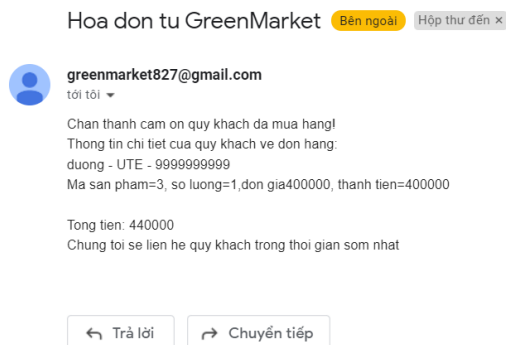 Hoa don tu GreenMarket Bên ngoài Hộp thư đến ×
greenmarket827@gmail.com
tới tôi
Chan thanh cam on quy khach da mua hang!
Thong tin chi tiet cua quy khach ve don hang:
duong - UTE - 9999999999
Ma san pham=3, so luong=1,don gia400000, thanh tien=400000
Tong tien: 440000
Chung toi se lien he quy khach trong thoi gian som nhat
Trả lời Chuyển tiếp